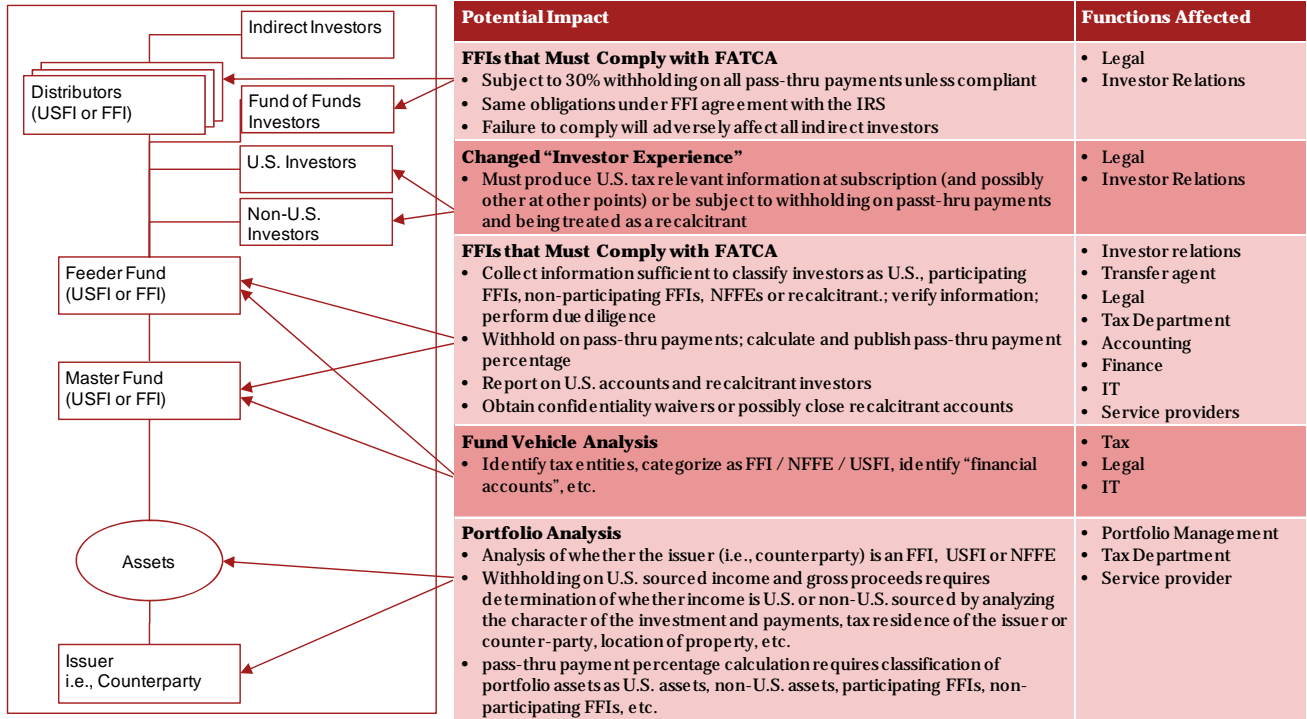 Indirect Investors
Distributors
(USFI or FFI)
Fund of Funds
Investors
U.S. Investors
Non-U.S.
Investors
Feeder Fund
(USFI or FFI)
Master Fund
(USFI or FFI)
Assets
Issuer
i.e., Counterparty
Potential Impact
Functions Affected
FFIs that Must Comply with FATCA
• Subject to 30% withholding on all pass-thru payments unless compliant
• Same obligations under FFI agreement with the IRS
• Failure to comply will adversely affect all indirect investors
• Legal
• Investor Relations
Changed “Investor Experience”
• Must produce U.S. tax relevant information at subscription (and possibly
other at other points) or be subject to withholding on passt-hru payments
and being treated as a recalcitrant
• Legal
• Investor Relations
FFIs that Must Comply with FATCA
• Collect information sufficient to classify investors as U.S., participating
FFIs, non-participating FFIs, NFFEs or recalcitrant.; verify information;
perform due diligence
• Withhold on pass-thru payments; calculate and publish pass-thru payment
percentage
• Report on U.S. accounts and recalcitrant investors
• Obtain confidentiality waivers or possibly close recalcitrant accounts
• Investor relations
• Transfer agent
• Legal
• Tax Department
• Accounting
• Finance
• IT
• Service providers
Fund Vehicle Analysis
• Identify tax entities, categorize as FFI / NFFE / USFI, identify “financial
accounts”, etc.
• Tax
• Legal
• IT
Portfolio Analysis
• Analysis of whether the issuer (i.e., counterparty) is an FFI, USFI or NFFE
• Withholding on U.S. sourced income and gross proceeds requires
determination of whether income is U.S. or non-U.S. sourced by analyzing
the character of the investment and payments, tax residence of the issuer or
counter-party, location of property, etc.
• pass-thru payment percentage calculation requires classification of
portfolio assets as U.S. assets, non-U.S. assets, participating FFIs, non-
participating FFIs, etc.
• Portfolio Management
• Tax Department
• Service provider